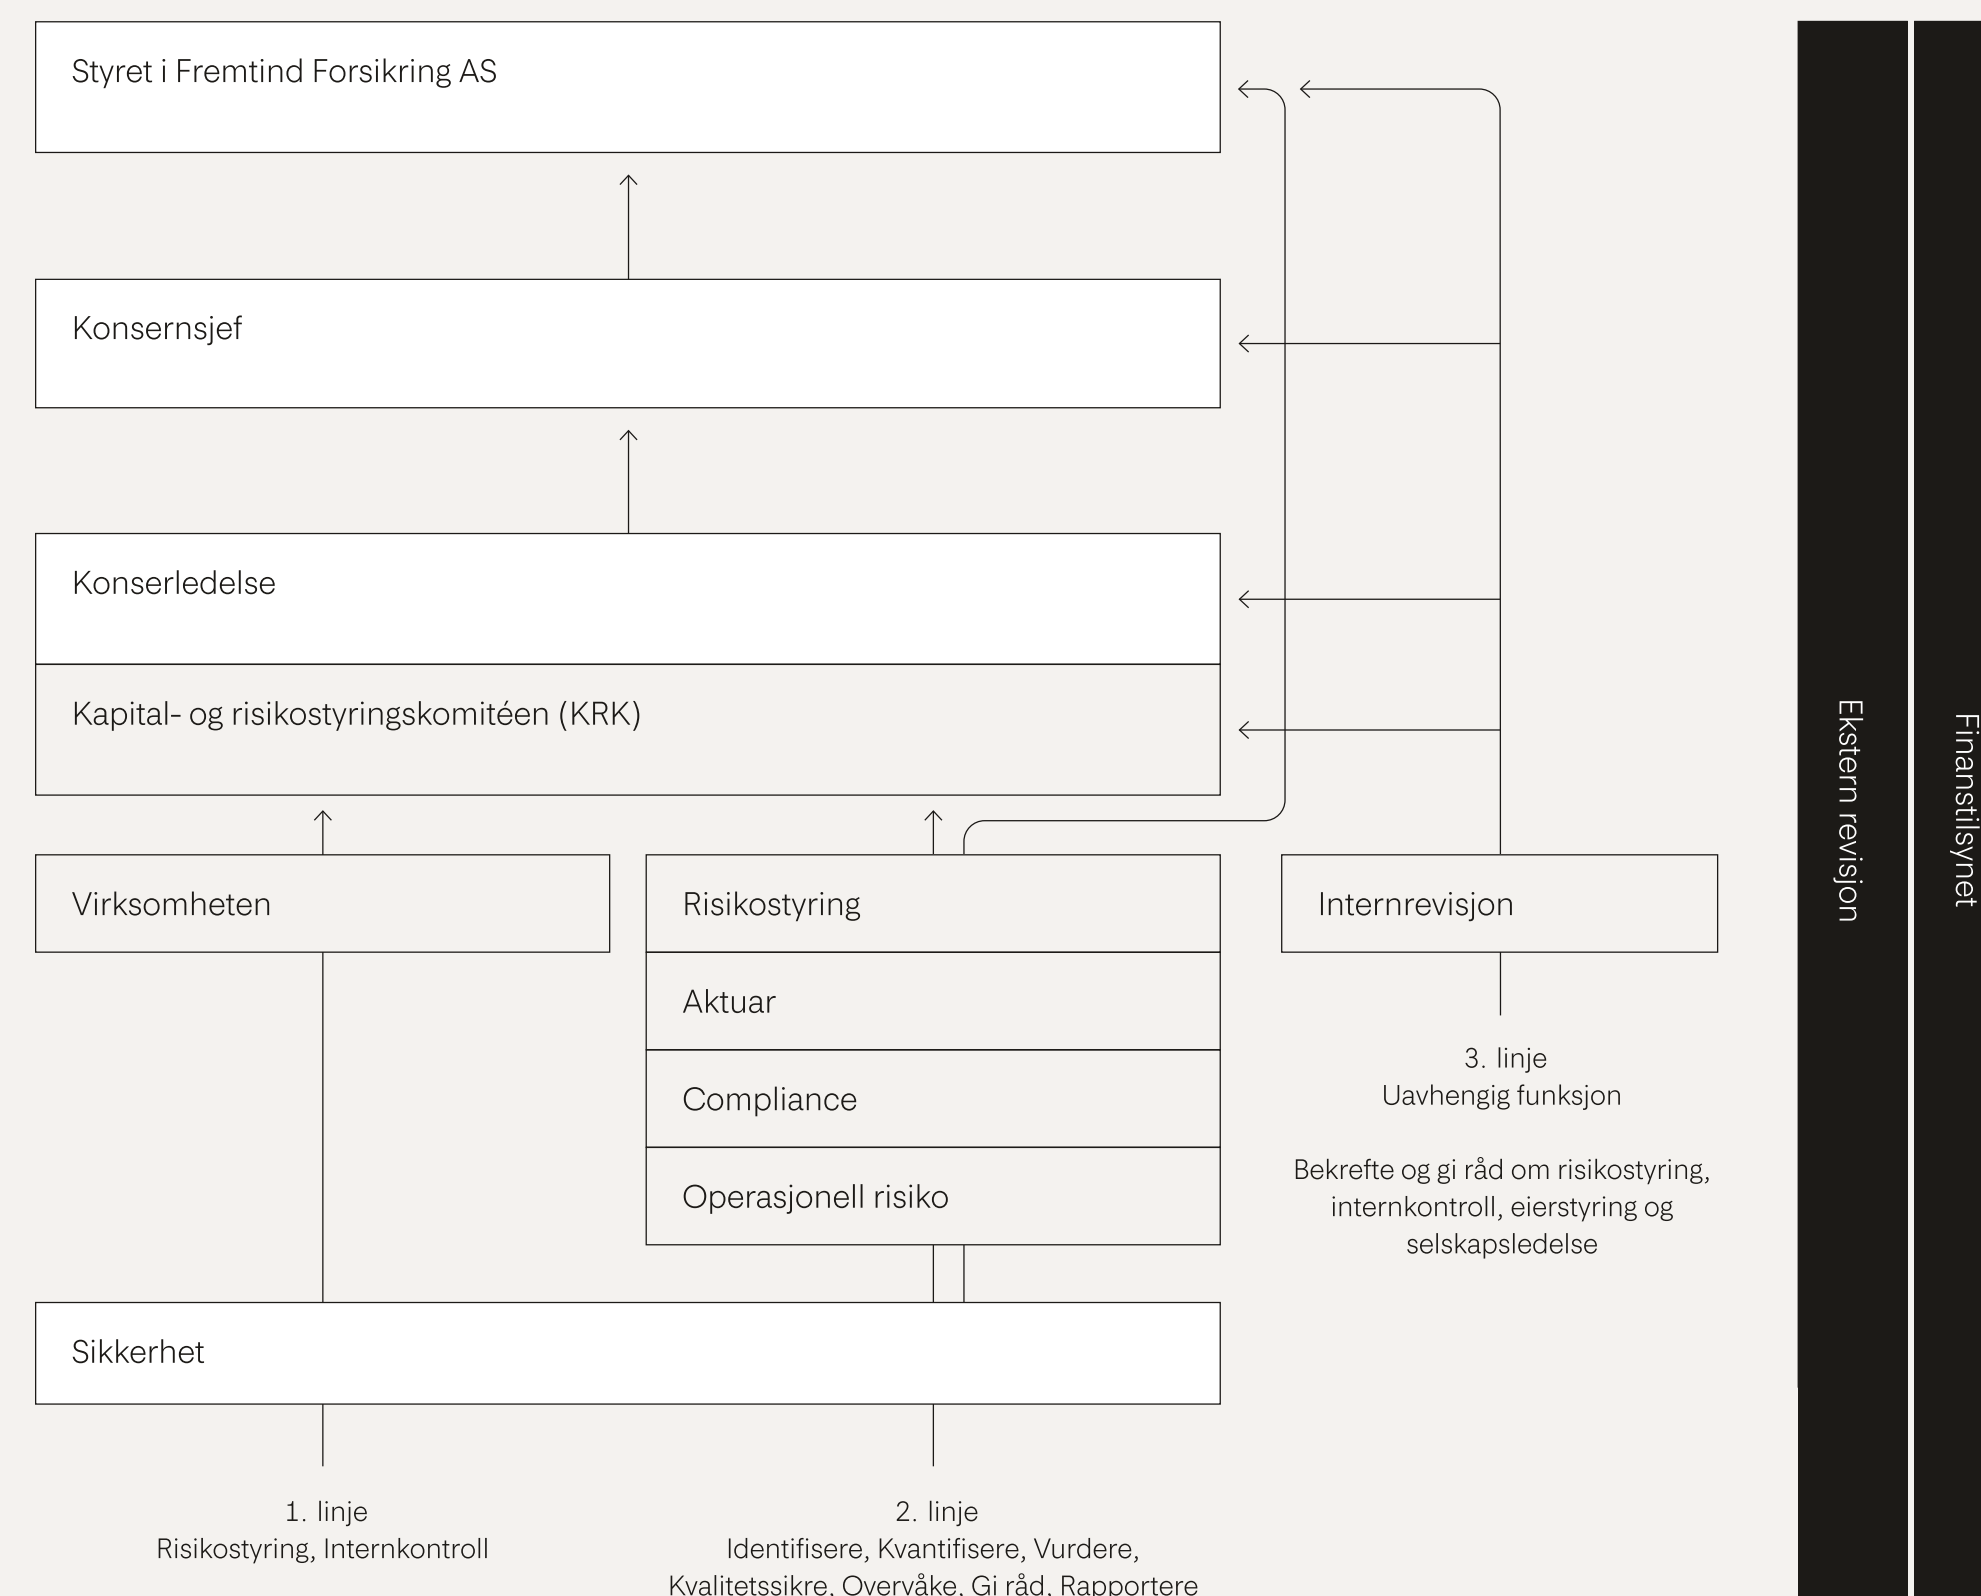 Styret i Fremtind Forsikring AS
Konsernsjef
Konserledelse
Kapital- og risikostyringskomitéen (KRK)
Virksomheten
Risikostyring
Aktuar
Compliance
Operasjonell risiko
Internrevisjon
3. linje
Uavhengig funksjon
Bekrefte og gi råd om risikostyring,
internkontroll, eierstyring og
selskapsledelse
Sikkerhet
1. linje
Risikostyring, Internkontroll
2. linje
Identifisere, Kvantifisere, Vurdere,
Kvalitetssikre, Overvåke, Gi råd, Rapportere
Ekstern revisjon
Finanstilsynet